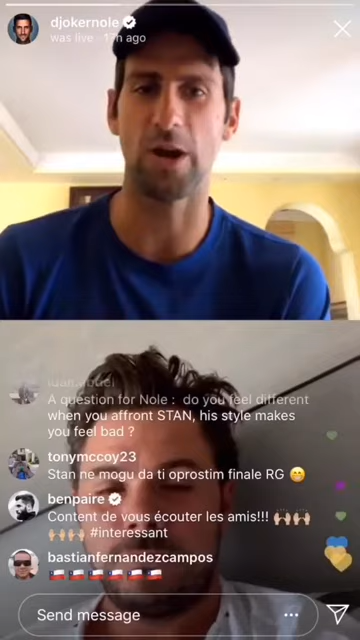 djokernole
was live · 17h ago
A question for Nole : do you feel different
when you affront STAN, his style makes
you feel bad ?
tonymccoy23
Stan ne mogu da ti oprostim finale RG 😁
benpaire
Content de vous écouter les amis!!! 🙌🏼🙌🏼
🙌🏼🙌🏼 #interessant
bastianfernandezcampos
🇨🇱🇨🇱🇨🇱🇨🇱🇨🇱🇨🇱
Send message